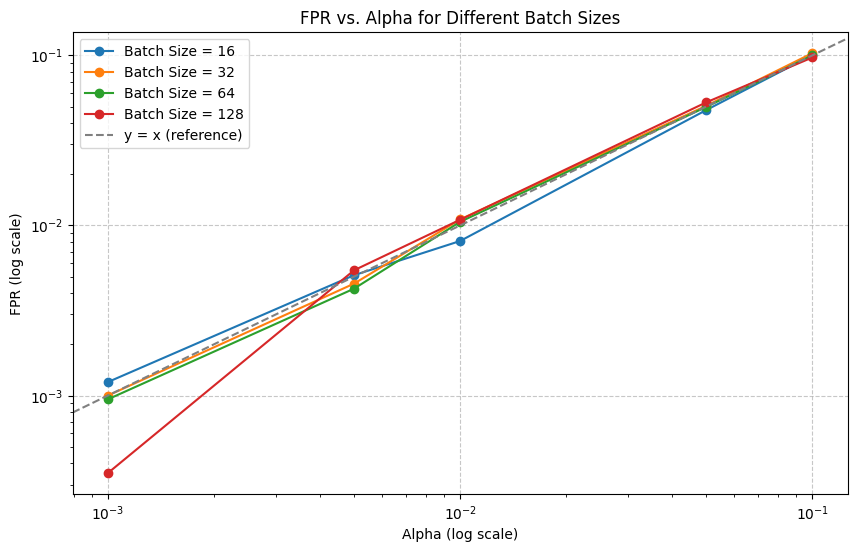 FPR vs. Alpha for Different Batch Sizes
Batch Size = 16
Batch Size = 32
Batch Size = 64
Batch Size = 128
y = x (reference)
10⁻¹
10⁻²
10⁻³
FPR (log scale)
10⁻³ 10⁻² 10⁻¹
Alpha (log scale)